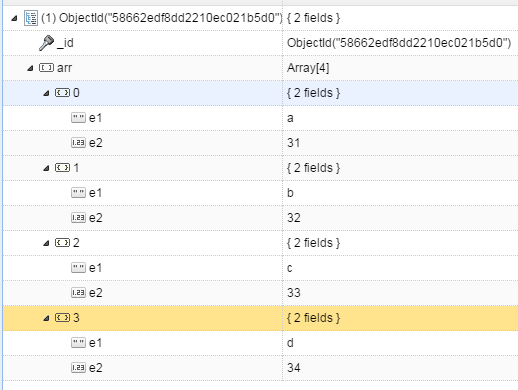 (1) ObjectId("58662edf8dd2210ec021b5d0") { 2 fields }
_id ObjectId("58662edf8dd2210ec021b5d0")
arr Array[4]
0 { 2 fields }
" " e1 a
1.23 e2 31
1 { 2 fields }
" " e1 b
1.23 e2 32
2 { 2 fields }
" " e1 c
1.23 e2 33
3 { 2 fields }
" " e1 d
1.23 e2 34